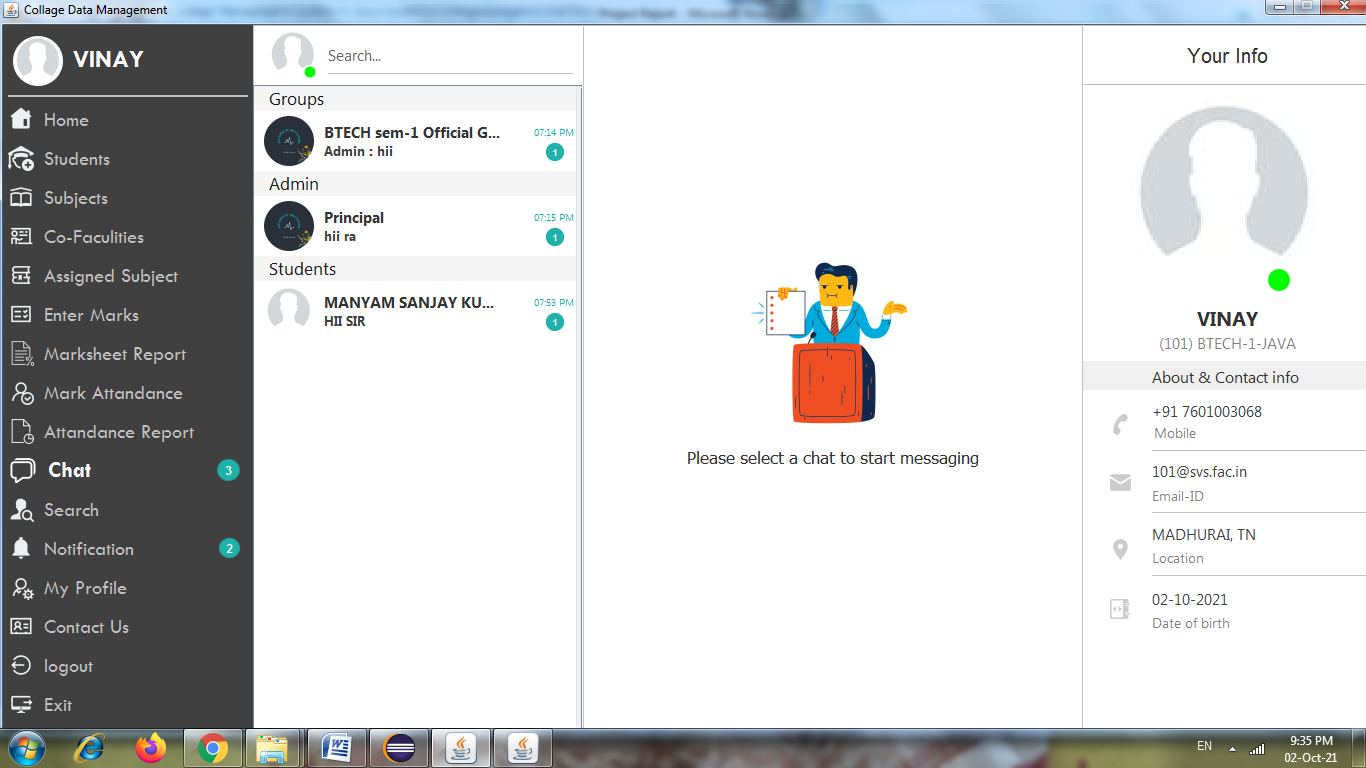 Collage Data Management
VINAY
Home
Students
Subjects
Co-Faculities
Assigned Subject
Enter Marks
Marksheet Report
Mark Attandance
Attandance Report
Chat 3
Search
Notification 2
My Profile
Contact Us
logout
Exit
Search...
Groups
BTECH sem-1 Official G... 07:14 PM
Admin : hii 1
Admin
Principal 07:15 PM
hii ra 1
Students
MANYAM SANJAY KU... 07:53 PM
HII SIR 1
Please select a chat to start messaging
Your Info
VINAY
(101) BTECH-1-JAVA
About & Contact info
+91 7601003068
Mobile
101@svs.fac.in
Email-ID
MADHURAI, TN
Location
02-10-2021
Date of birth
EN
9:35 PM
02-Oct-21